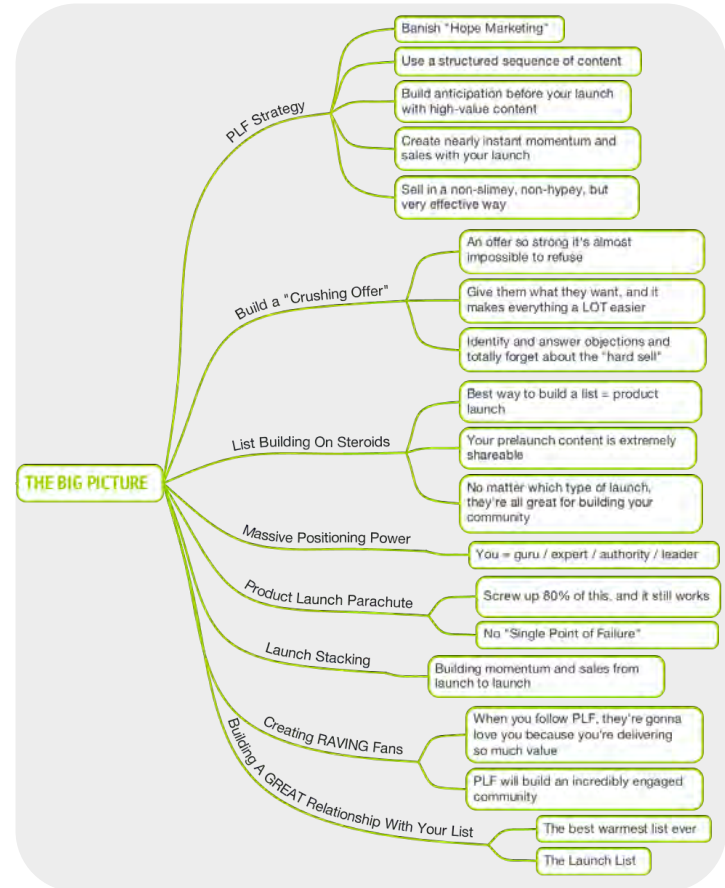 THE BIG PICTURE
PLF Strategy
Banish "Hope Marketing"
Use a structured sequence of content
Build anticipation before your launch
with high-value content
Create nearly instant momentum and
sales with your launch
Sell in a non-slimey, non-hypey, but
very effective way
Build a "Crushing Offer"
An offer so strong it's almost
impossible to refuse
Give them what they want, and it
makes everything a LOT easier
Identify and answer objections and
totally forget about the "hard sell"
List Building On Steroids
Best way to build a list = product
launch
Your prelaunch content is extremely
shareable
No matter which type of launch,
they're all great for building your
community
Massive Positioning Power
You = guru / expert / authority / leader
Product Launch Parachute
Screw up 80% of this, and it still works
No "Single Point of Failure"
Launch Stacking
Building momentum and sales from
launch to launch
Creating RAVING Fans
When you follow PLF, they're gonna
love you because you're delivering
so much value
PLF will build an incredibly engaged
community
Building A GREAT Relationship With Your List
The best warmest list ever
The Launch List